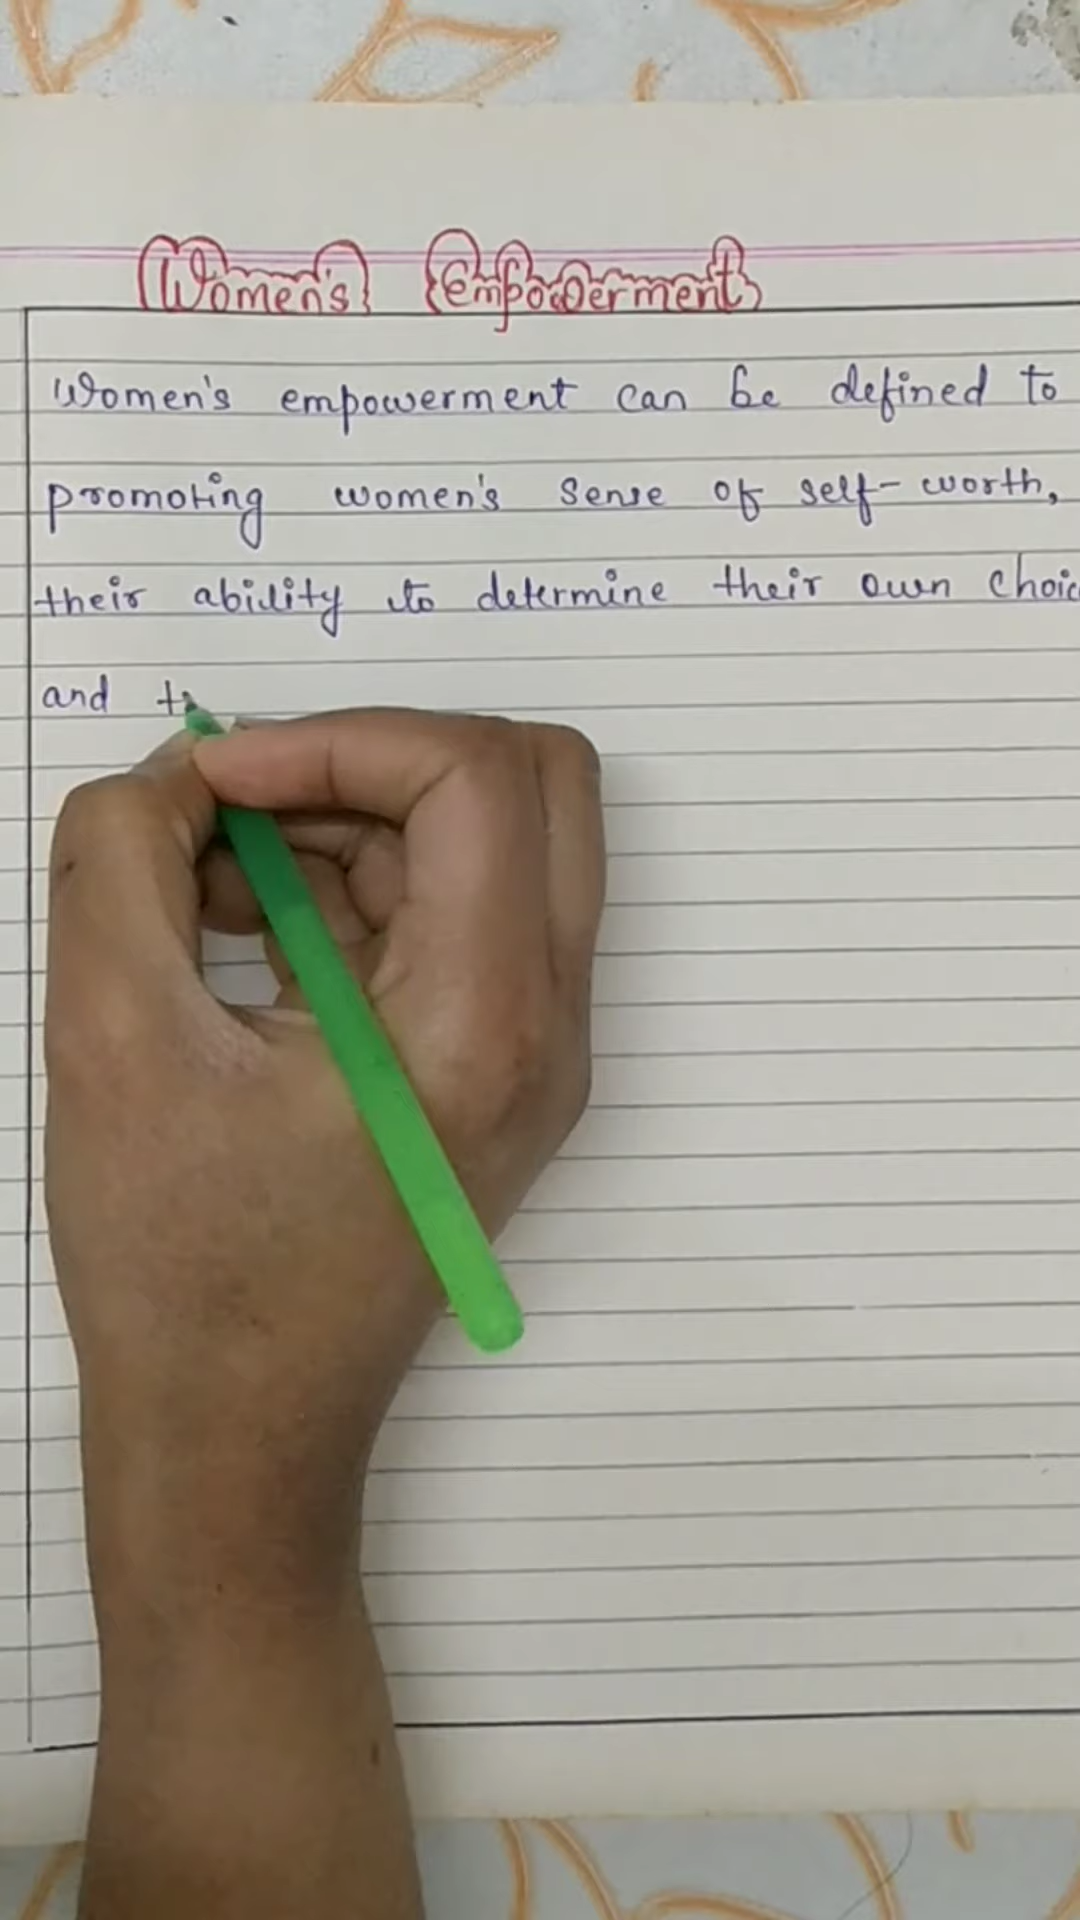 Women's Empowerment
Women's empowerment can be defined to
promoting women's sense of self-worth,
their ability to determine their own
and